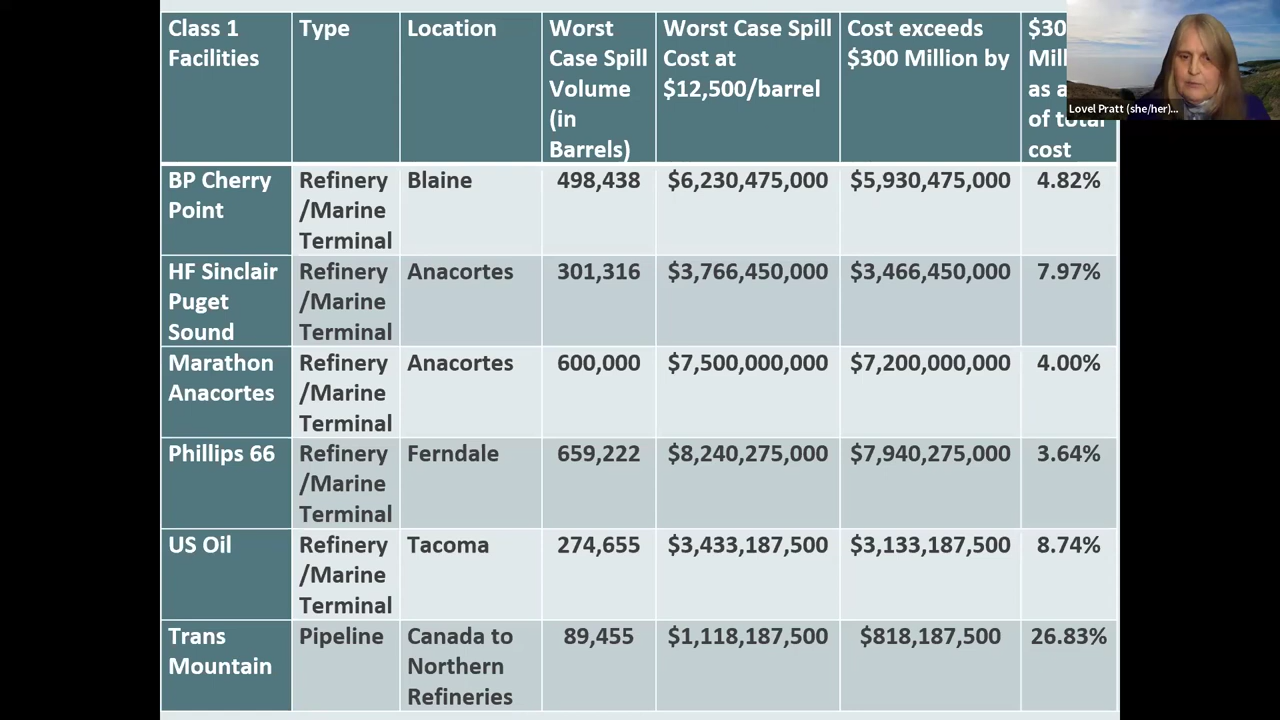 Class 1
Facilities
Type
Location
Worst
Case Spill
Volume
(in
Barrels)
Worst Case Spill
Cost at
$12,500/barrel
Cost exceeds
$300 Million by
$30
Mil
as a
of total
cost
Lovel Pratt (she/her)...
BP Cherry
Point
Refinery
/Marine
Terminal
Blaine
498,438
$6,230,475,000
$5,930,475,000
4.82%
HF Sinclair
Puget
Sound
Refinery
/Marine
Terminal
Anacortes
301,316
$3,766,450,000
$3,466,450,000
7.97%
Marathon
Anacortes
Refinery
/Marine
Terminal
Anacortes
600,000
$7,500,000,000
$7,200,000,000
4.00%
Phillips 66
Refinery
/Marine
Terminal
Ferndale
659,222
$8,240,275,000
$7,940,275,000
3.64%
US Oil
Refinery
/Marine
Terminal
Tacoma
274,655
$3,433,187,500
$3,133,187,500
8.74%
Trans
Mountain
Pipeline
Canada to
Northern
Refineries
89,455
$1,118,187,500
$818,187,500
26.83%